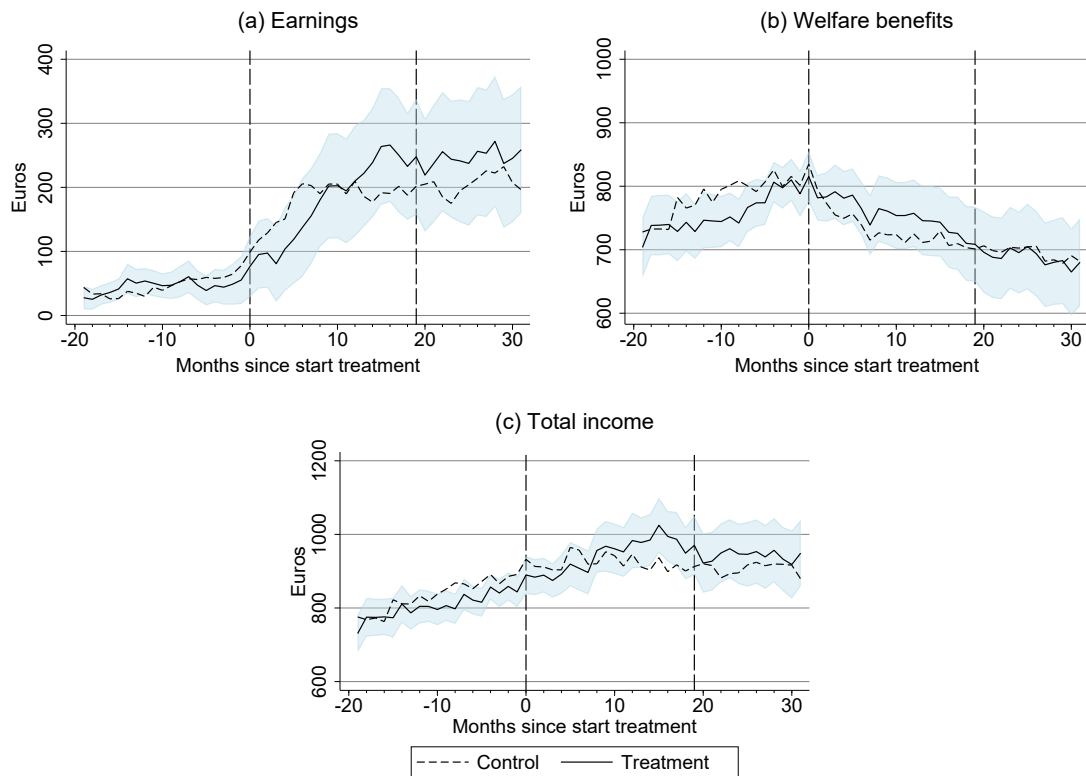 (a) Earnings
400
300
200
100
0
Euros
-20 -10 0 10 20 30
Months since start treatment
(b) Welfare benefits
1000
900
800
700
600
Euros
-20 -10 0 10 20 30
Months since start treatment
(c) Total income
1200
1000
800
600
Euros
-20 -10 0 10 20 30
Months since start treatment
Control Treatment